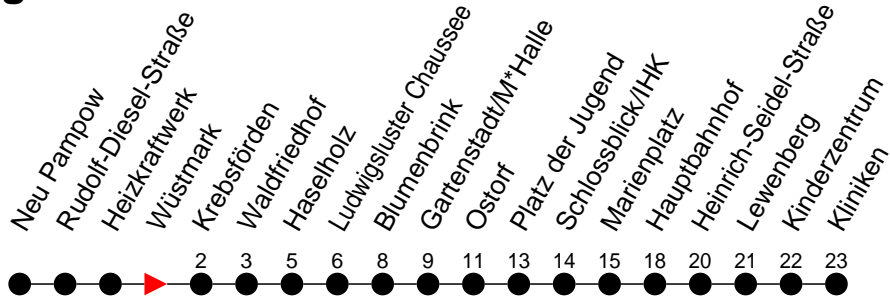 Neu Pampow
Rudolf-Diesel-Straße
Heizkraftwerk
Wüstmark
Krebsförden
Waldfriedhof
Haselholz
Ludwigsluster Chaussee
Blumenbrink
Gartenstadt/M*Halle
Ostorf
Platz der Jugend
Schlossblick/IHK
Marienplatz
Hauptbahnhof
Heinrich-Seidel-Straße
Lewenberg
Kinderzentrum
Kliniken
2 3 5 6 8 9 11 13 14 15 18 20 21 22 23